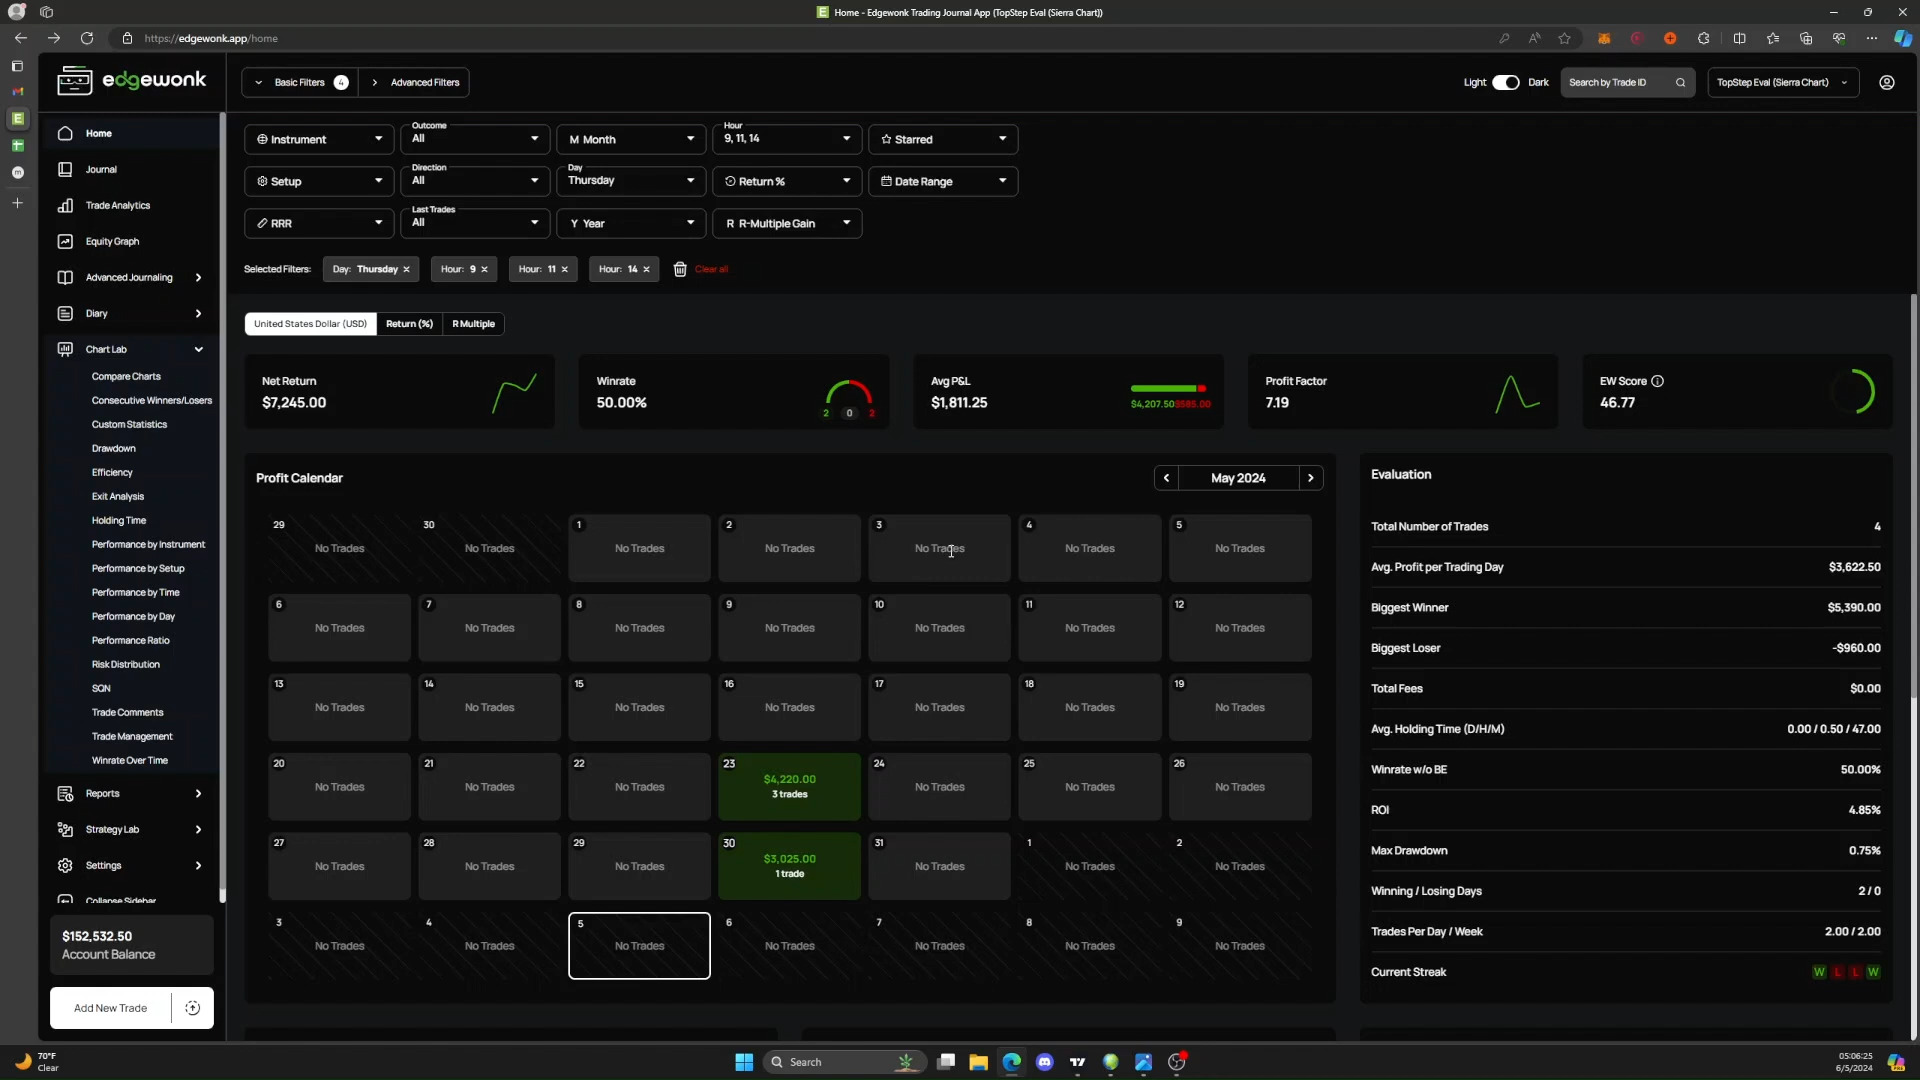 Home - Edgewonk Trading Journal App (TopStep Eval (Sierra Chart))
https://edgewonk.app/home
edgewonk
Basic Filters 4
Advanced Filters
Light Dark
Search by Trade ID
TopStep Eval (Sierra Chart)
Home
Journal
Trade Analytics
Equity Graph
Advanced Journaling
Diary
Chart Lab
Compare Charts
Consecutive Winners/Losers
Custom Statistics
Drawdown
Efficiency
Exit Analysis
Holding Time
Performance by Instrument
Performance by Setup
Performance by Time
Performance by Day
Performance Ratio
Risk Distribution
SQN
Trade Comments
Trade Management
Winrate Over Time
Reports
Strategy Lab
Settings
Collapse Sidebar
$152,532.50
Account Balance
Add New Trade
Instrument
Outcome
All
M Month
Hour
9, 11, 14
Starred
Setup
Direction
All
Day
Thursday
Return %
Date Range
RRR
Last Trades
All
Y Year
R R-Multiple Gain
Selected Filters:
Day: Thursday ×
Hour: 9 ×
Hour: 11 ×
Hour: 14 ×
Clear all
United States Dollar (USD)
Return (%)
R Multiple
Net Return
$7,245.00
Winrate
50.00%
2 0 2
Avg P&L
$1,811.25
$4,207.50 $585.00
Profit Factor
7.19
EW Score
46.77
Profit Calendar
May 2024
29 30 1 2 3 4 5
No Trades No Trades No Trades No Trades No Trades No Trades No Trades
6 7 8 9 10 11 12
No Trades No Trades No Trades No Trades No Trades No Trades No Trades
13 14 15 16 17 18 19
No Trades No Trades No Trades No Trades No Trades No Trades No Trades
20 21 22 23 24 25 26
No Trades No Trades No Trades $4,220.00 No Trades No Trades No Trades
3 trades
27 28 29 30 31 1 2
No Trades No Trades No Trades $3,025.00 No Trades No Trades No Trades
1 trade
3 4 5 6 7 8 9
No Trades No Trades No Trades No Trades No Trades No Trades No Trades
Evaluation
Total Number of Trades 4
Avg. Profit per Trading Day $3,622.50
Biggest Winner $5,390.00
Biggest Loser -$960.00
Total Fees $0.00
Avg. Holding Time (D/H/M) 0.00 / 0.50 / 47.00
Winrate w/o BE 50.00%
ROI 4.85%
Max Drawdown 0.75%
Winning / Losing Days 2 / 0
Trades Per Day / Week 2.00 / 2.00
Current Streak W L L W
70°F
Clear
Search
05:06:25
6/5/2024